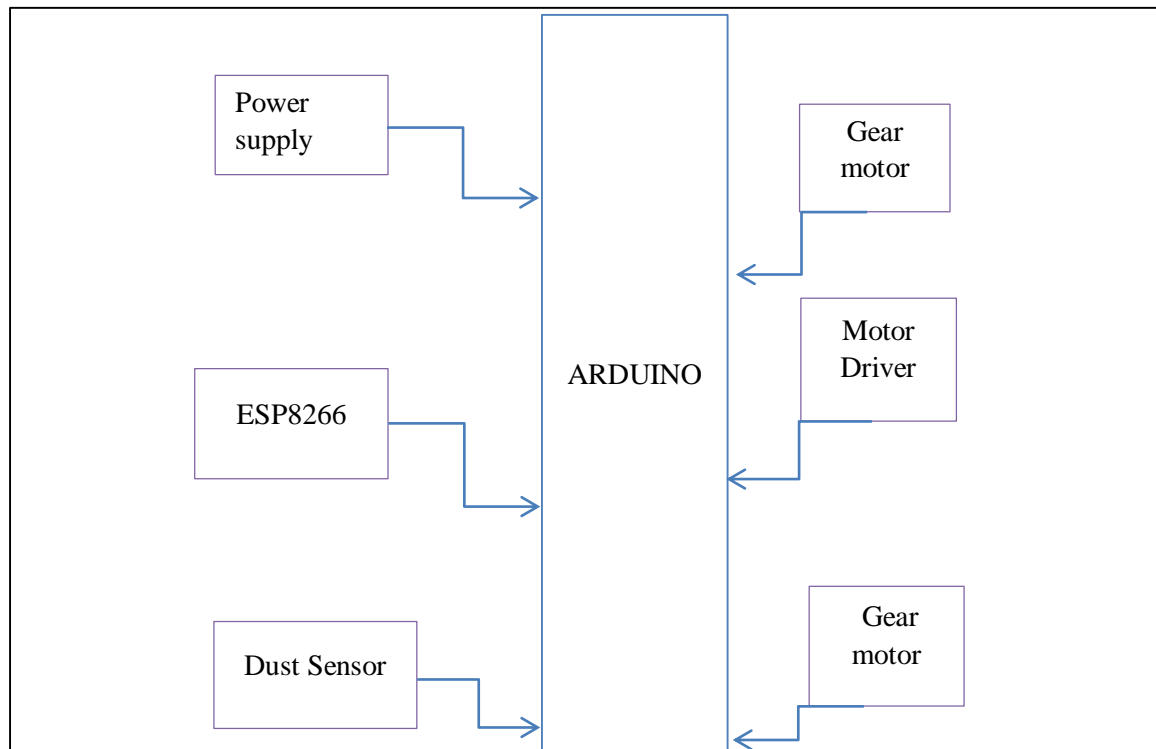 Power
supply
Gear
motor
Motor
Driver
ARDUINO
ESP8266
Gear
motor
Dust Sensor